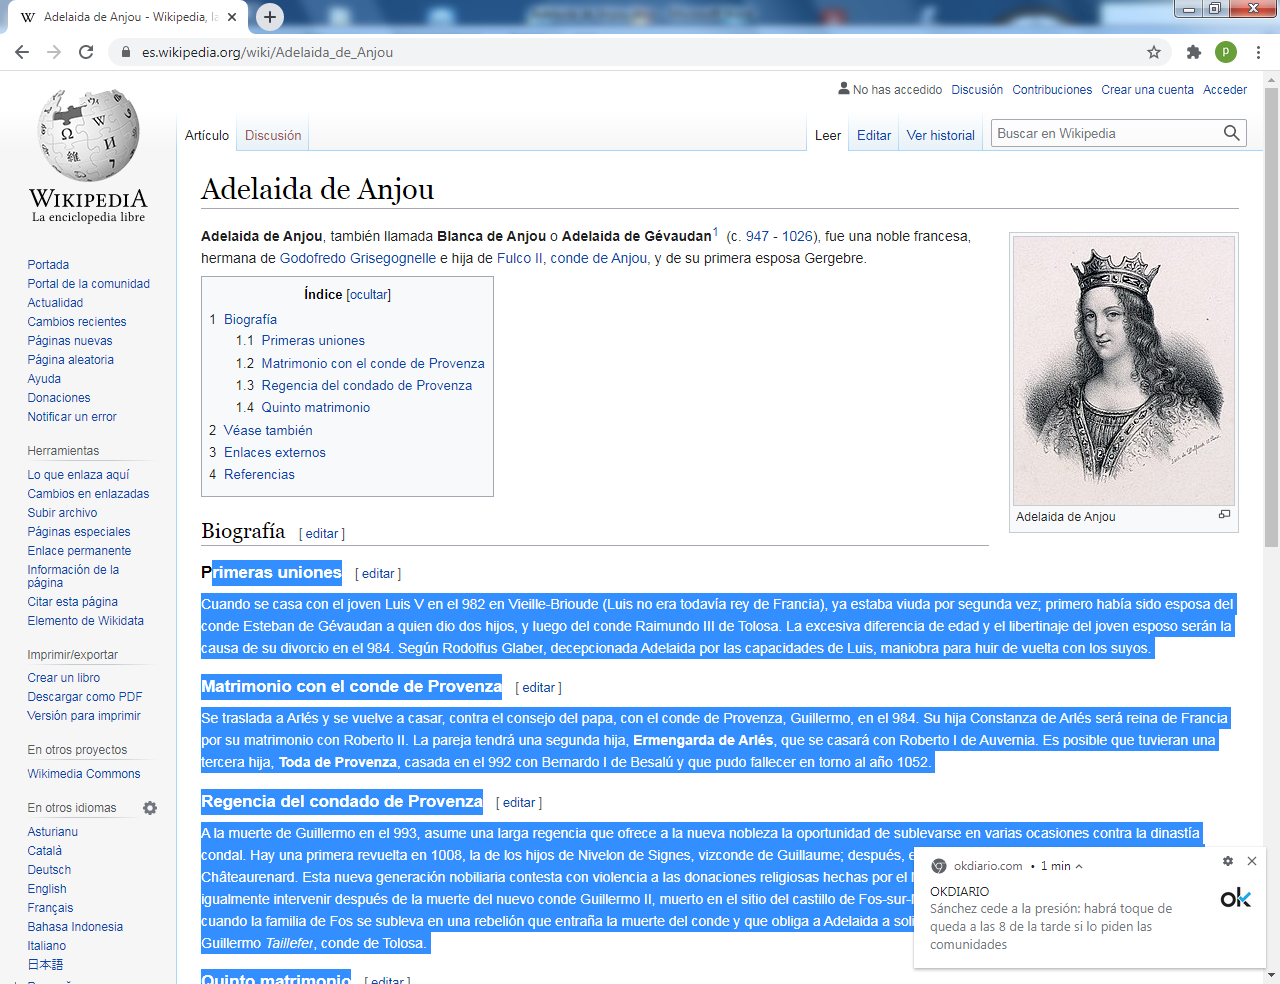 Adelaida de Anjou - Wikipedia, la
es.wikipedia.org/wiki/Adelaida_de_Anjou
p
No has accedido Discusión Contribuciones Crear una cuenta Acceder
Artículo Discusión Leer Editar Ver historial Buscar en Wikipedia
WIKIPEDIA
La enciclopedia libre
Portada
Portal de la comunidad
Actualidad
Cambios recientes
Páginas nuevas
Página aleatoria
Ayuda
Donaciones
Notificar un error
Herramientas
Lo que enlaza aquí
Cambios en enlazadas
Subir archivo
Páginas especiales
Enlace permanente
Información de la
página
Citar esta página
Elemento de Wikidata
Imprimir/exportar
Crear un libro
Descargar como PDF
Versión para imprimir
En otros proyectos
Wikimedia Commons
En otros idiomas
Asturianu
Català
Deutsch
English
Français
Bahasa Indonesia
Italiano
日本語
Adelaida de Anjou
Adelaida de Anjou, también llamada Blanca de Anjou o Adelaida de Gévaudan1 (c. 947 - 1026), fue una noble francesa,
hermana de Godofredo Grisegognelle e hija de Fulco II, conde de Anjou, y de su primera esposa Gergebre.
Índice [ocultar]
1 Biografía
1.1 Primeras uniones
1.2 Matrimonio con el conde de Provenza
1.3 Regencia del condado de Provenza
1.4 Quinto matrimonio
2 Véase también
3 Enlaces externos
4 Referencias
Adelaida de Anjou
Biografía [ editar ]
Primeras uniones [ editar ]
Cuando se casa con el joven Luis V en el 982 en Vieille-Brioude (Luis no era todavía rey de Francia), ya estaba viuda por segunda vez; primero había sido esposa del
conde Esteban de Gévaudan a quien dio dos hijos, y luego del conde Raimundo III de Tolosa. La excesiva diferencia de edad y el libertinaje del joven esposo serán la
causa de su divorcio en el 984. Según Rodolfus Glaber, decepcionada Adelaida por las capacidades de Luis, maniobra para huir de vuelta con los suyos.
Matrimonio con el conde de Provenza [ editar ]
Se traslada a Arlés y se vuelve a casar, contra el consejo del papa, con el conde de Provenza, Guillermo, en el 984. Su hija Constanza de Arlés será reina de Francia
por su matrimonio con Roberto II. La pareja tendrá una segunda hija, Ermengarda de Arlés, que se casará con Roberto I de Auvernia. Es posible que tuvieran una
tercera hija, Toda de Provenza, casada en el 992 con Bernardo I de Besalú y que pudo fallecer en torno al año 1052.
Regencia del condado de Provenza [ editar ]
A la muerte de Guillermo en el 993, asume una larga regencia que ofrece a la nueva nobleza la oportunidad de sublevarse en varias ocasiones contra la dinastía
condal. Hay una primera revuelta en 1008, la de los hijos de Nivelon de Signes, vizconde de Guillaume; después, e
Châteaurenard. Esta nueva generación nobiliaria contesta con violencia a las donaciones religiosas hechas por el
igualmente intervenir después de la muerte del nuevo conde Guillermo II, muerto en el sitio del castillo de Fos-sur-
cuando la familia de Fos se subleva en una rebelión que entraña la muerte del conde y que obliga a Adelaida a soli
Guillermo Taillefer, conde de Tolosa.
Quinto matrimonio [ editar ]
okdiario.com • 1 min
OKDIARIO
Sánchez cede a la presión: habrá toque de
queda a las 8 de la tarde si lo piden las
comunidades
ok